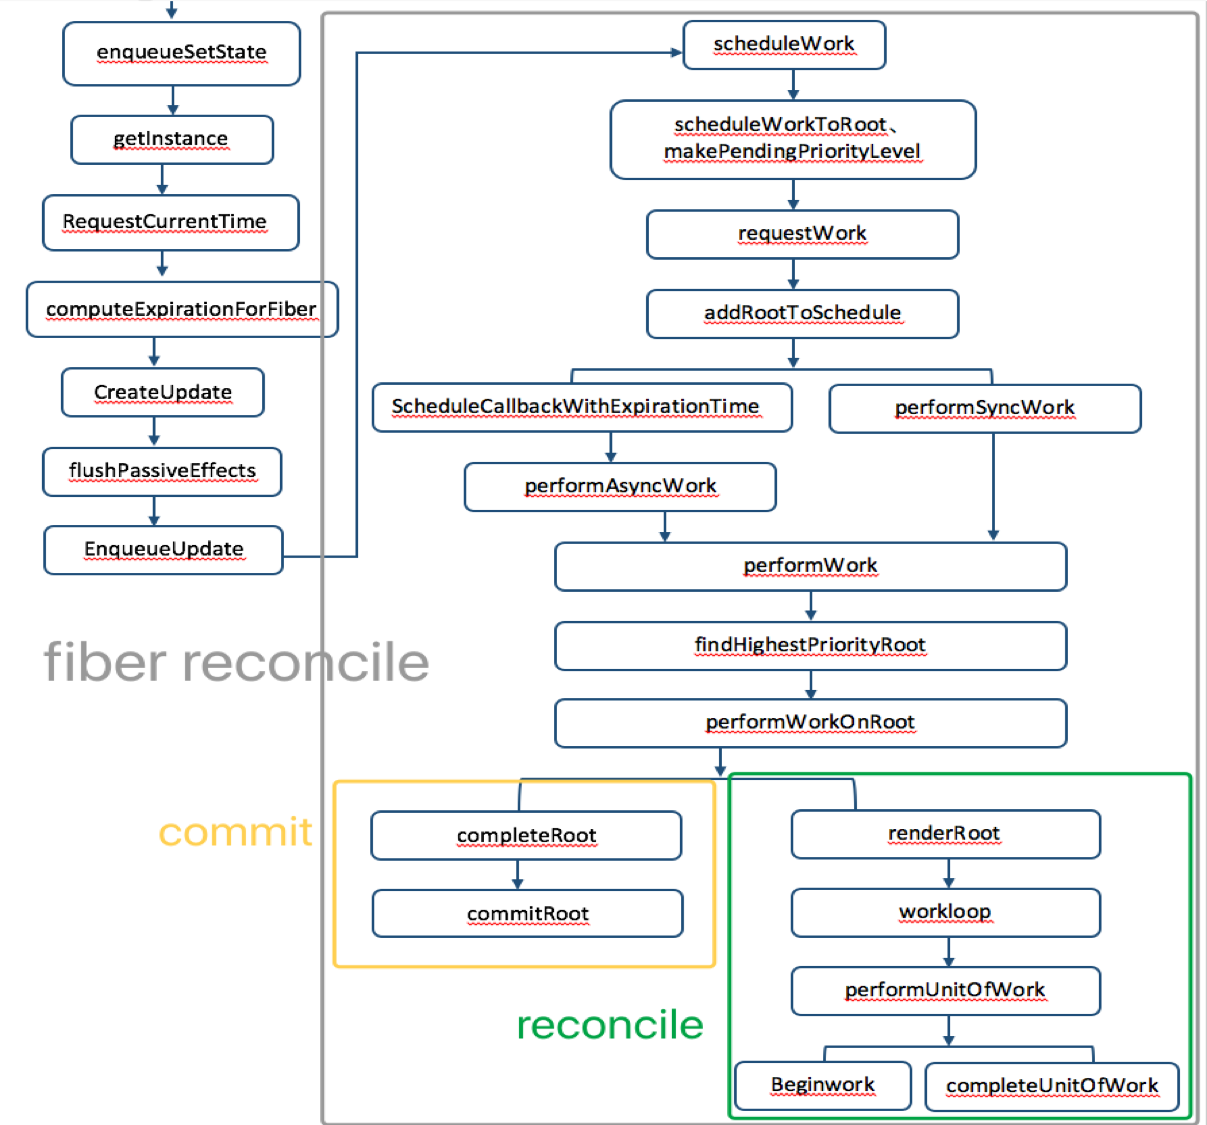 enqueueSetState
getInstance
RequestCurrentTime
computeExpirationForFiber
CreateUpdate
flushPassiveEffects
EnqueueUpdate
fiber reconcile
scheduleWork
scheduleWorkToRoot、
makePendingPriorityLevel
requestWork
addRootToSchedule
ScheduleCallbackWithExpirationTime
performSyncWork
performAsyncWork
performWork
findHighestPriorityRoot
performWorkOnRoot
commit
completeRoot
commitRoot
reconcile
renderRoot
workloop
performUnitOfWork
Beginwork
completeUnitOfWork